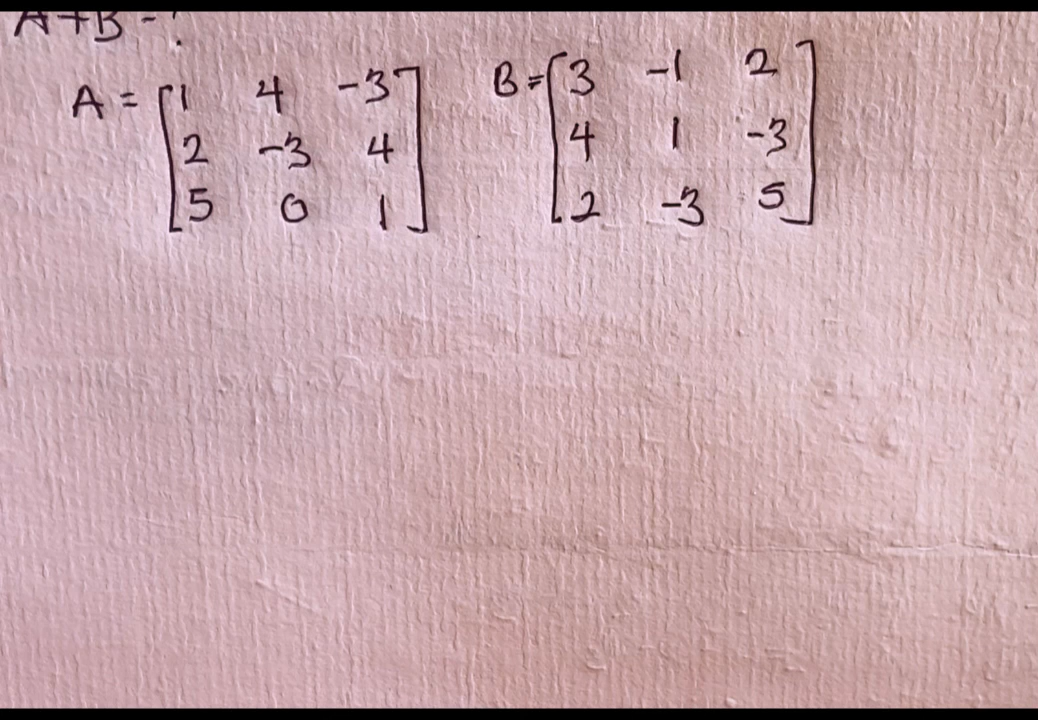 A+B - ?
A = [1 4 -3] B = [3 -1 2]
[2 -3 4] [4 1 -3]
[5 0 1] [2 -3 5]